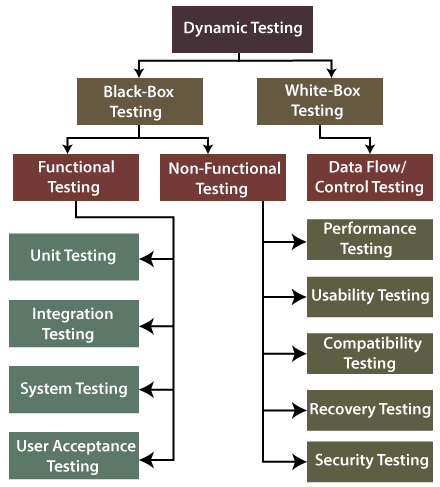 Dynamic Testing
Black-Box
Testing
White-Box
Testing
Functional
Testing
Non-Functional
Testing
Data Flow/
Control Testing
Unit Testing
Integration
Testing
System Testing
User Acceptance
Testing
Performance
Testing
Usability Testing
Compatibility
Testing
Recovery Testing
Security Testing